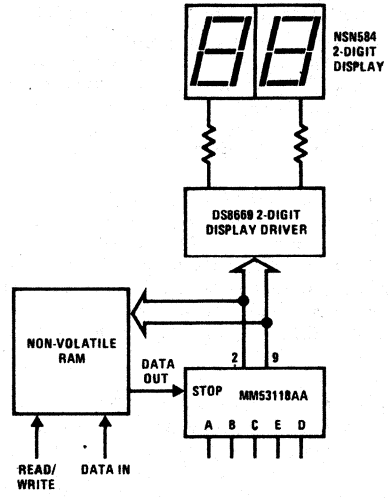 NSN584
2-DIGIT
DISPLAY
DS8669 2-DIGIT
DISPLAY DRIVER
NON-VOLATILE
RAM
DATA
OUT
2 9
STOP MM53118AA
A B C E D
READ/
WRITE
DATA IN